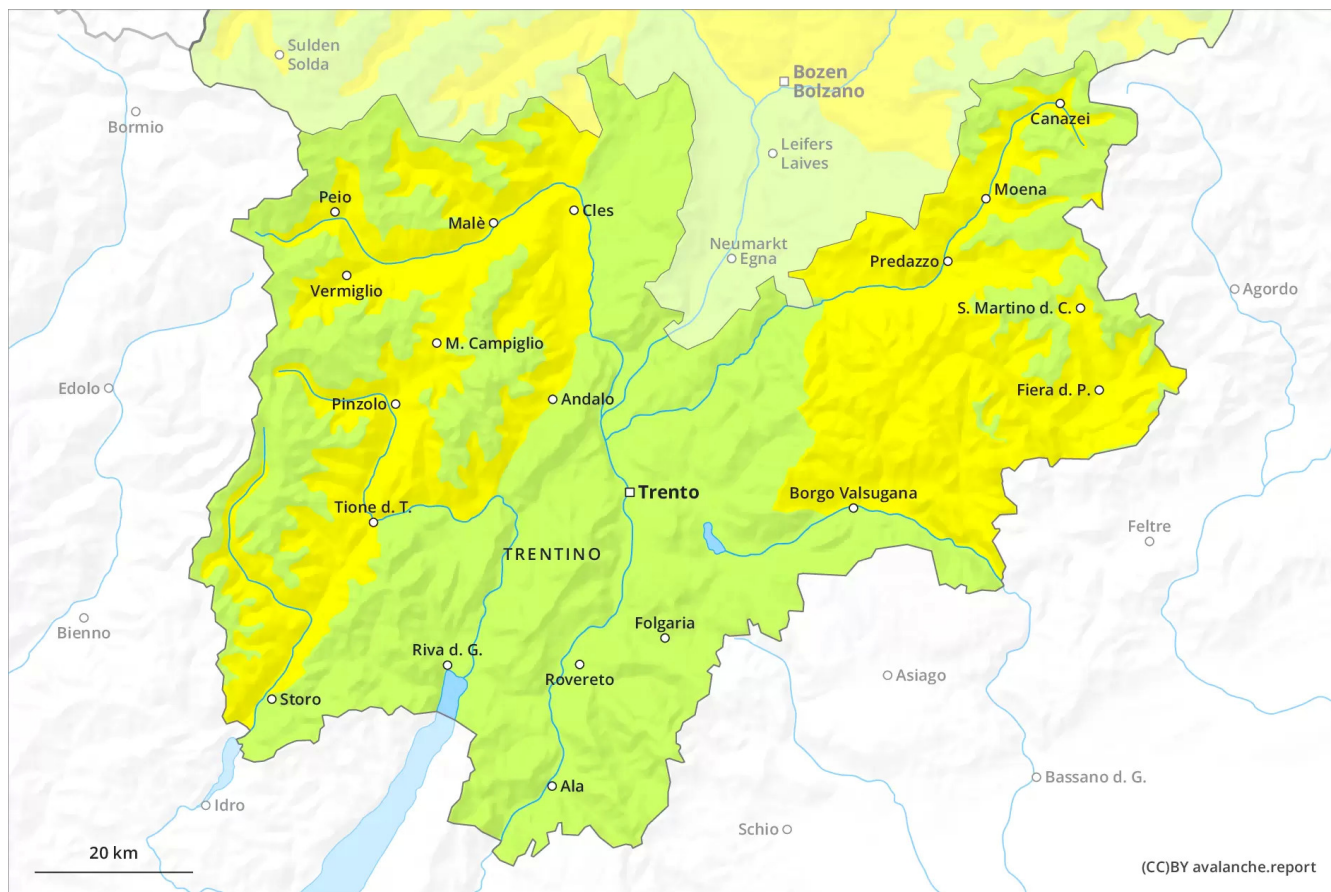 Sulden
Solda
Bozen
Bolzano
Bormio
Canazei
Leifers
Laives
Moena
Peio
Malè
Cles
Neumarkt
Egna
Predazzo
Vermiglio
Agordo
S. Martino d. C.
M. Campiglio
Edolo
Fiera d. P.
Pinzolo
Andalo
Trento
Borgo Valsugana
Tione d. T.
Feltre
TRENTINO
Bienno
Folgaria
Riva d. G.
Rovereto
Asiago
Storo
Bassano d. G.
Ala
Idro
Schio
20 km
(CC)BY avalanche.report